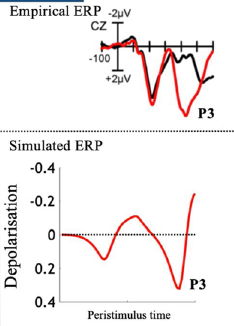 Empirical ERP
-2μV
CZ
-100
+2μV
P3
Simulated ERP
-0.4
-0.2
0
0.2
0.4
Depolarisation
P3
Peristimulus time